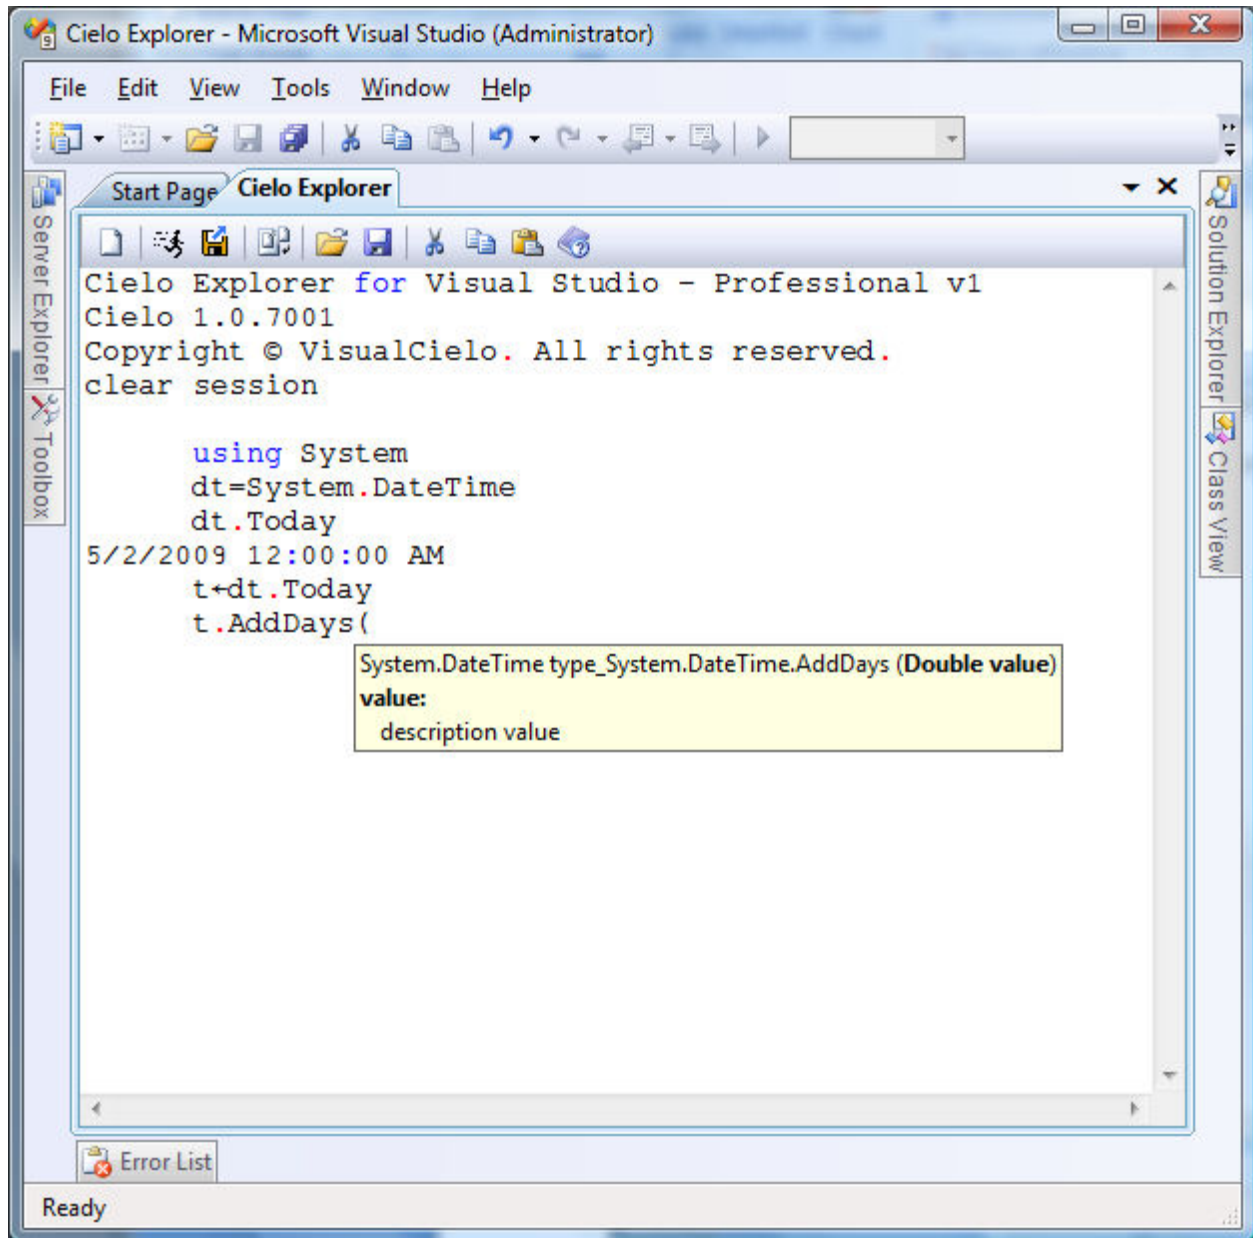 Cielo Explorer - Microsoft Visual Studio (Administrator)
File Edit View Tools Window Help
Start Page Cielo Explorer
Server Explorer
Toolbox
Solution Explorer
Class View
Cielo Explorer for Visual Studio - Professional v1
Cielo 1.0.7001
Copyright © VisualCielo. All rights reserved.
clear session
using System
dt=System.DateTime
dt.Today
5/2/2009 12:00:00 AM
t←dt.Today
t.AddDays(
System.DateTime type_System.DateTime.AddDays (Double value)
value:
description value
Error List
Ready